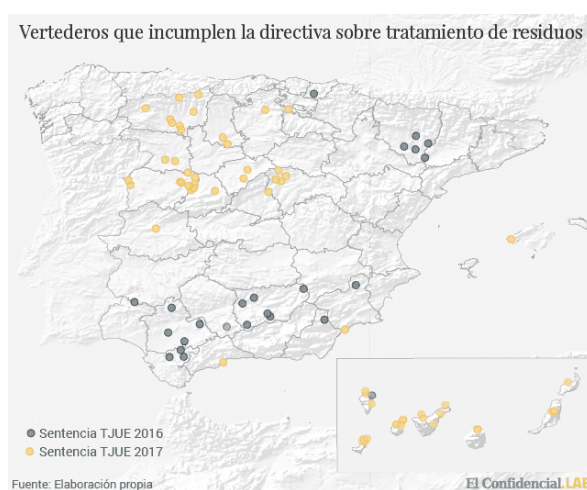 Vertederos que incumplen la directiva sobre tratamiento de residuos
Sentencia TJUE 2016
Sentencia TJUE 2017
Fuente: Elaboración propia
El Confidencial.LA